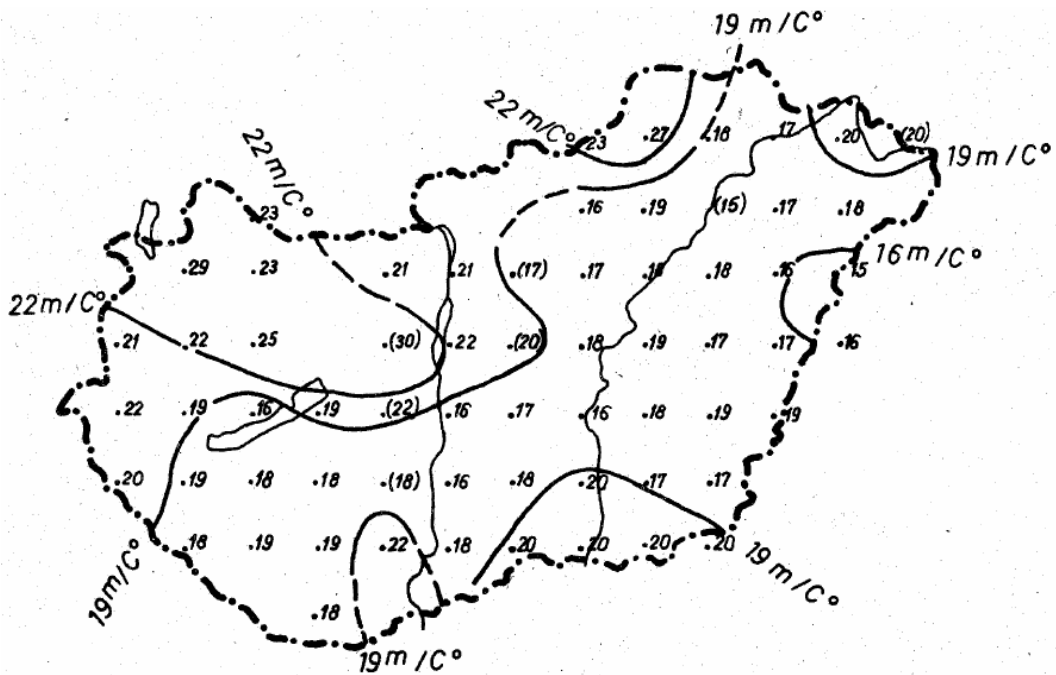 19 m/C°
22 m/C°
.23 .27 .18 .17 .20 (20)
19 m/C°
22 m/C°
.23 .16 .19 (15) .17 .18
.29 .23 .21 .21 .(17) .17 .18 .18 .16 .15
16 m/C°
22 m/C°
.21 .22 .25 .(30) .22 .(20) .18 .19 .17 .17 .16
.22 .19 .16 .19 .(22) .16 .17 .16 .18 .19 .19
.20 .19 .18 .18 .(18) .16 .18 .20 .17 .17
19 m/C°
.18 .19 .19 .22 .18 .20 .20 .20 .20
19 m/C°
.18
19 m/C°